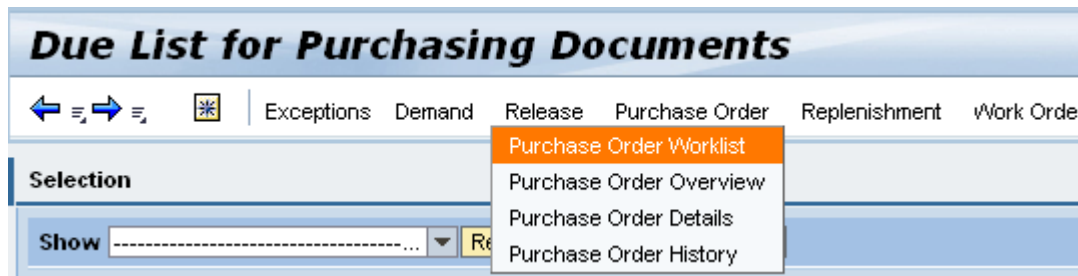 Due List for Purchasing Documents
Exceptions Demand Release Purchase Order Replenishment Work Orde
Purchase Order Worklist
Selection
Purchase Order Overview
Purchase Order Details
Show ------------------------------------... Re
Purchase Order History